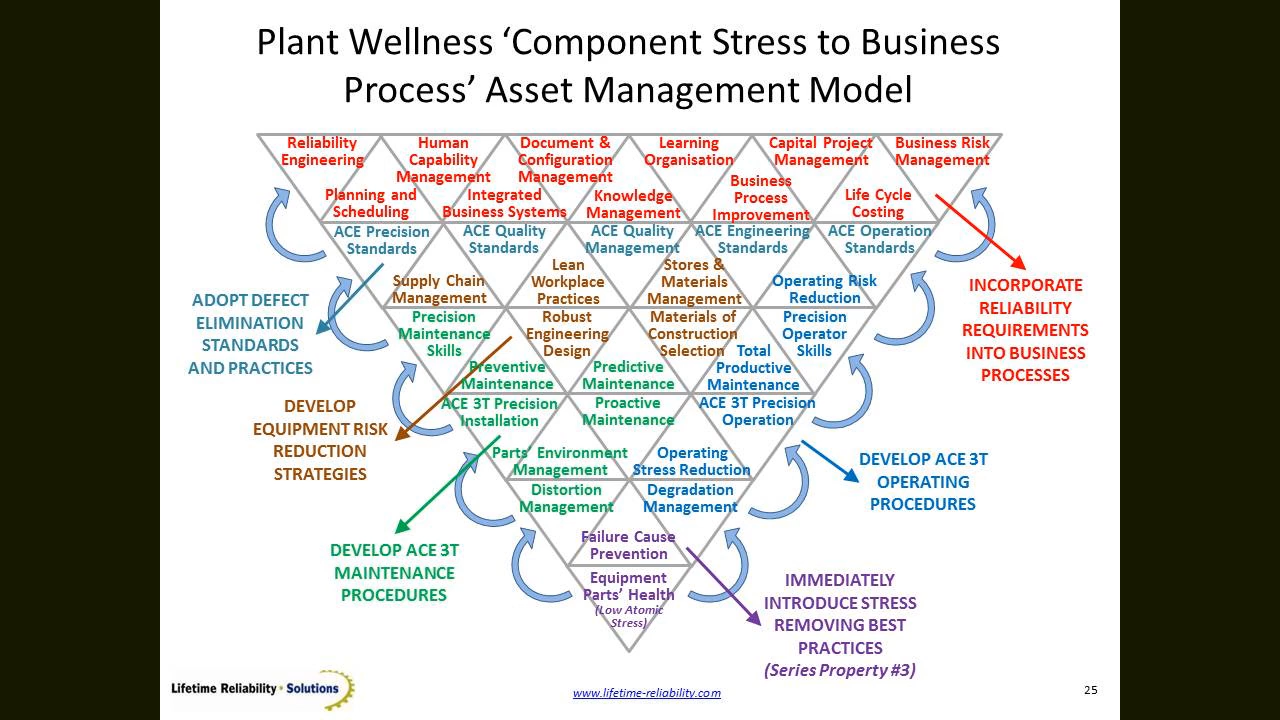 Plant Wellness ‘Component Stress to Business
Process’ Asset Management Model
Reliability
Engineering
Human
Capability
Management
Document &
Configuration
Management
Learning
Organisation
Capital Project
Management
Business Risk
Management
Planning and
Scheduling
Integrated
Business Systems
Knowledge
Management
Business
Process
Improvement
Life Cycle
Costing
ACE Precision
Standards
ACE Quality
Standards
ACE Quality
Management
ACE Engineering
Standards
ACE Operation
Standards
Supply Chain
Management
Lean
Workplace
Practices
Stores &
Materials
Management
Operating Risk
Reduction
Precision
Maintenance
Skills
Robust
Engineering
Design
Materials of
Construction
Selection
Precision
Operator
Skills
Preventive
Maintenance
Predictive
Maintenance
Total
Productive
Maintenance
ACE 3T Precision
Installation
Proactive
Maintenance
ACE 3T Precision
Operation
Parts’ Environment
Management
Operating
Stress Reduction
Distortion
Management
Degradation
Management
Failure Cause
Prevention
Equipment
Parts’ Health
(Low Atomic
Stress)
ADOPT DEFECT
ELIMINATION
STANDARDS
AND PRACTICES
DEVELOP
EQUIPMENT RISK
REDUCTION
STRATEGIES
DEVELOP ACE 3T
MAINTENANCE
PROCEDURES
INCORPORATE
RELIABILITY
REQUIREMENTS
INTO BUSINESS
PROCESSES
DEVELOP ACE 3T
OPERATING
PROCEDURES
IMMEDIATELY
INTRODUCE STRESS
REMOVING BEST
PRACTICES
(Series Property #3)
Lifetime Reliability • Solutions
www.lifetime-reliability.com
25